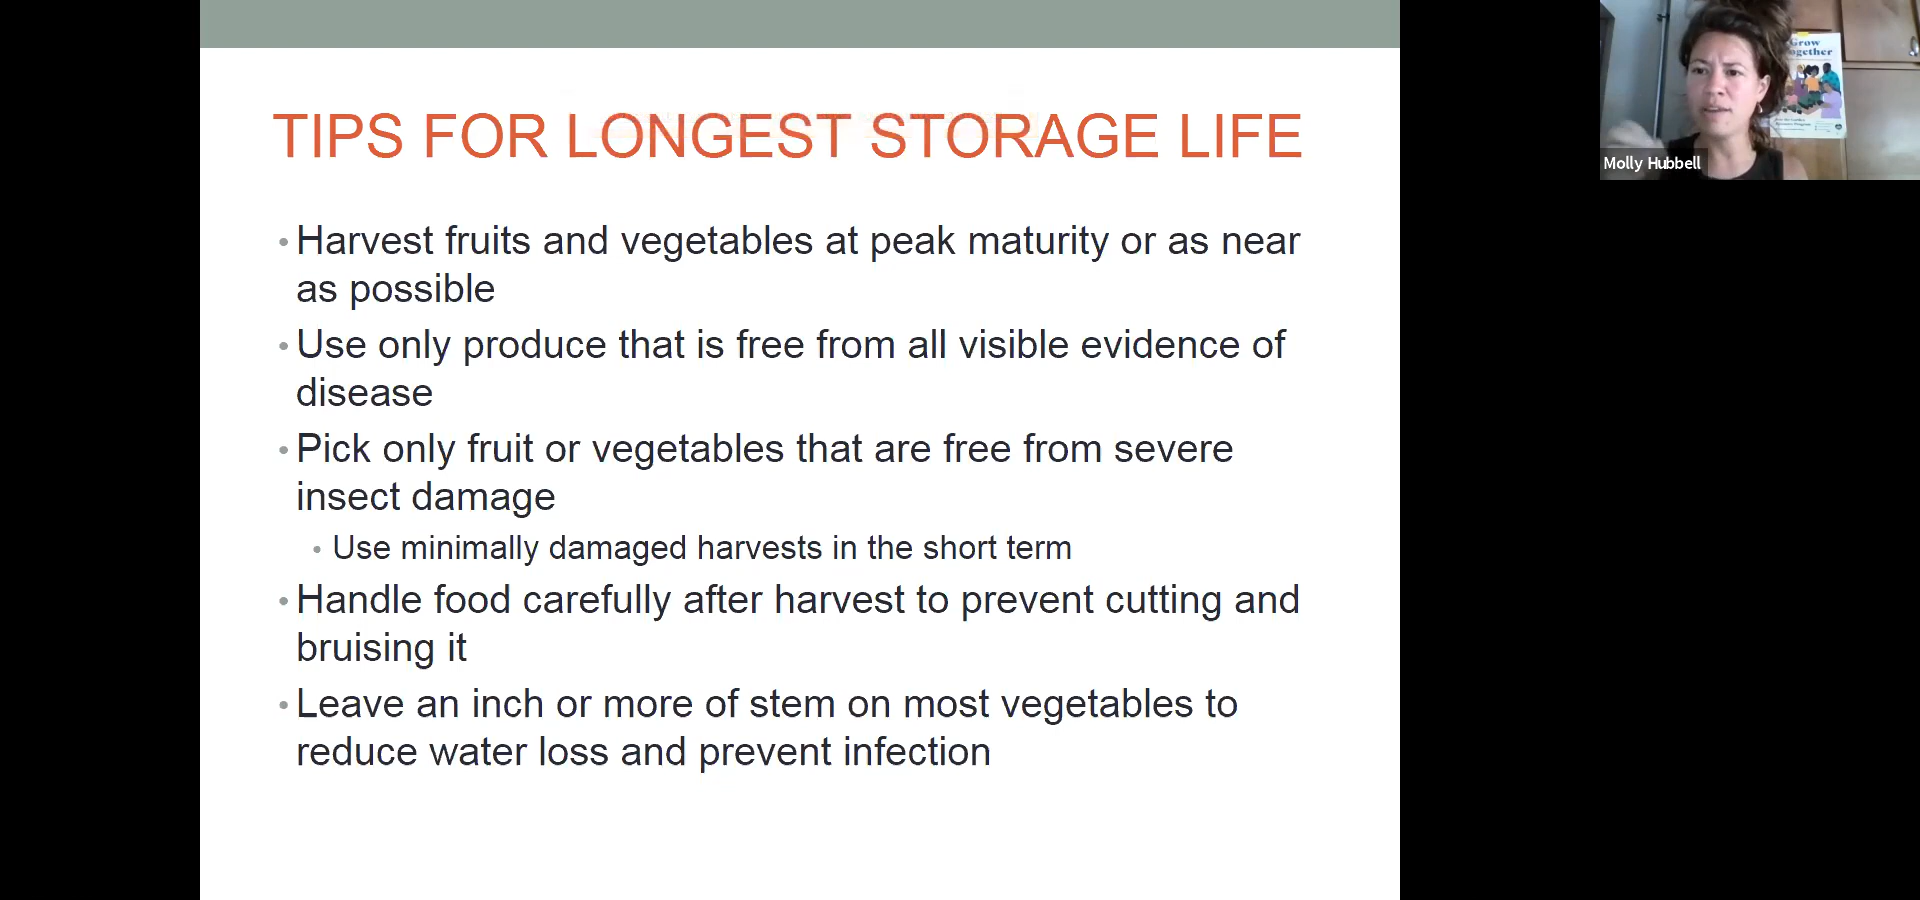 TIPS FOR LONGEST STORAGE LIFE
• Harvest fruits and vegetables at peak maturity or as near
as possible
• Use only produce that is free from all visible evidence of
disease
• Pick only fruit or vegetables that are free from severe
insect damage
• Use minimally damaged harvests in the short term
• Handle food carefully after harvest to prevent cutting and
bruising it
• Leave an inch or more of stem on most vegetables to
reduce water loss and prevent infection
Grow
Together
Molly Hubbell